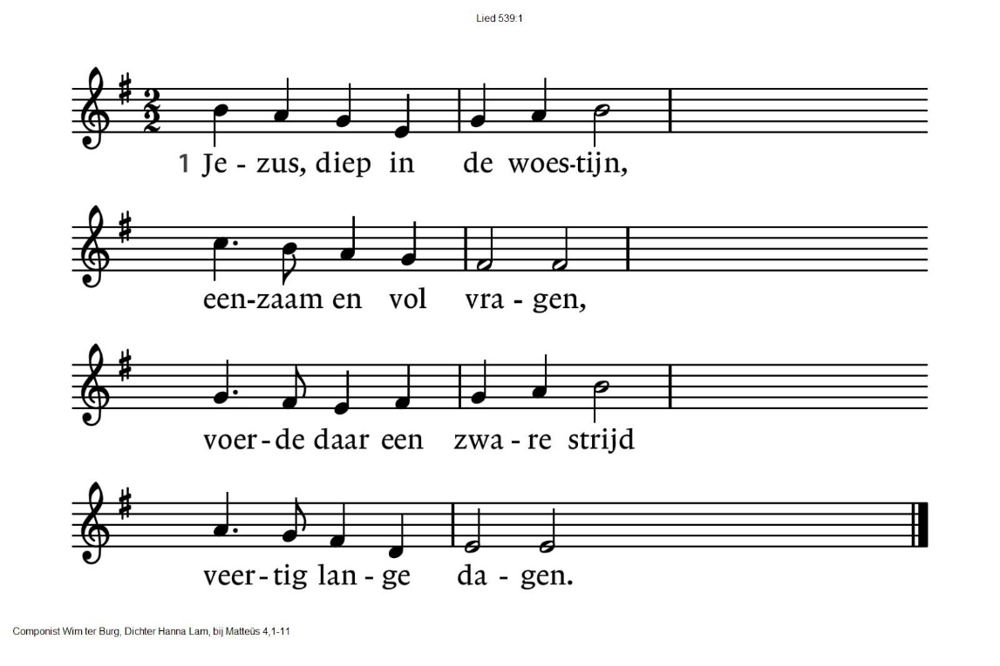 Lied 539:1
2
2
1 Je - zus, diep in de woes-tijn,
een-zaam en vol vra - gen,
voer - de daar een zwa - re strijd
veer - tig lan - ge da - gen.
Componist Wim ter Burg, Dichter Hanna Lam, bij Matteüs 4,1-11